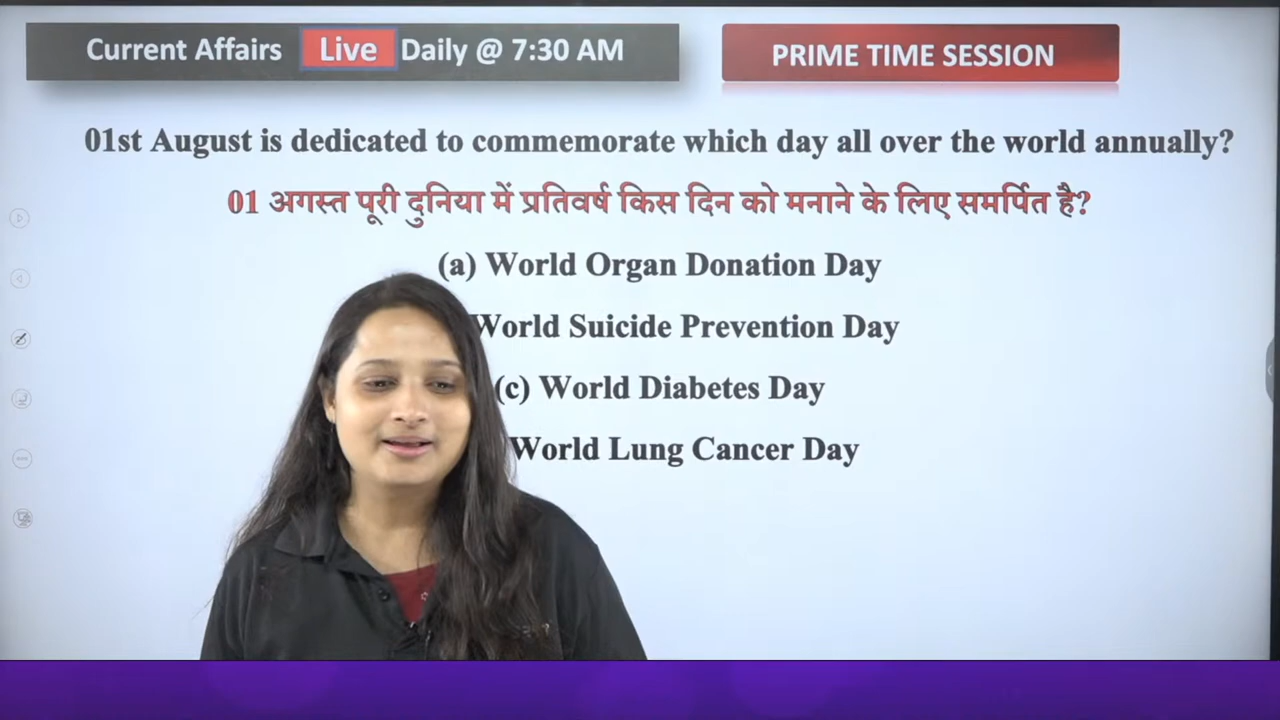 Current Affairs Live Daily @ 7:30 AM
PRIME TIME SESSION
01st August is dedicated to commemorate which day all over the world annually?
01 अगस्त पूरी दुनिया में प्रतिवर्ष किस दिन को मनाने के लिए समर्पित है?
(a) World Organ Donation Day
World Suicide Prevention Day
(c) World Diabetes Day
World Lung Cancer Day